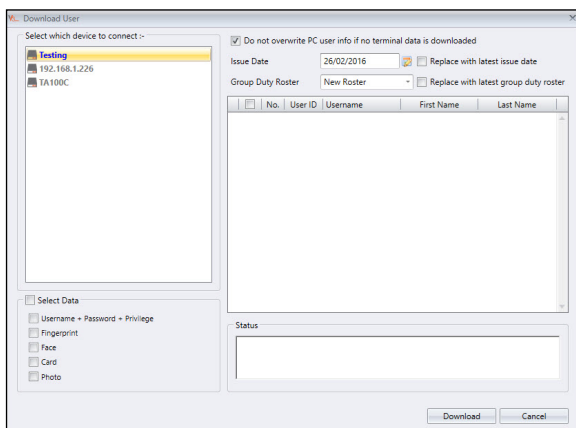 Download User
Select which device to connect :-
Testing
192.168.1.226
TA100C
Do not overwrite PC user info if no terminal data is downloaded
Issue Date 26/02/2016 Replace with latest issue date
Group Duty Roster New Roster Replace with latest group duty roster
No. User ID Username First Name Last Name
Select Data
Username + Password + Privilege
Fingerprint
Face
Card
Photo
Status
Download Cancel